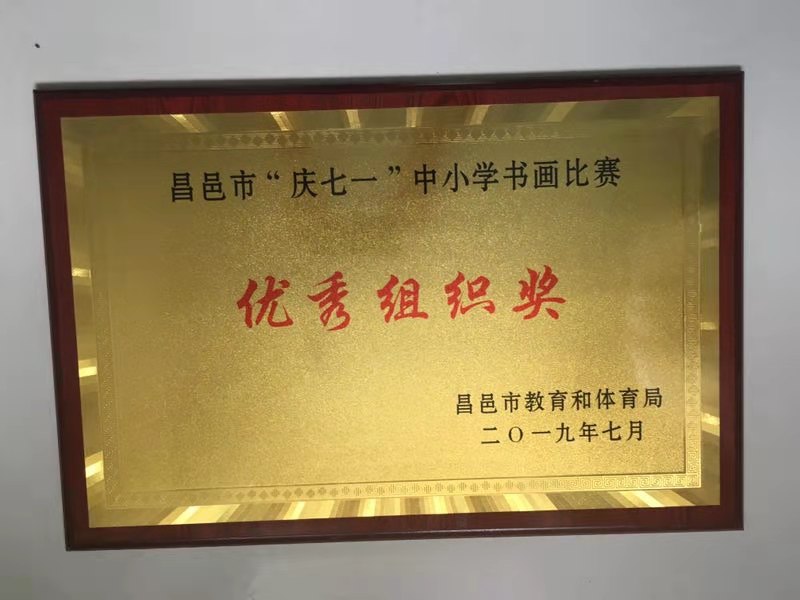 昌邑市“庆七一”中小学书画比赛
优秀组织奖
昌邑市教育和体育局
二〇一九年七月